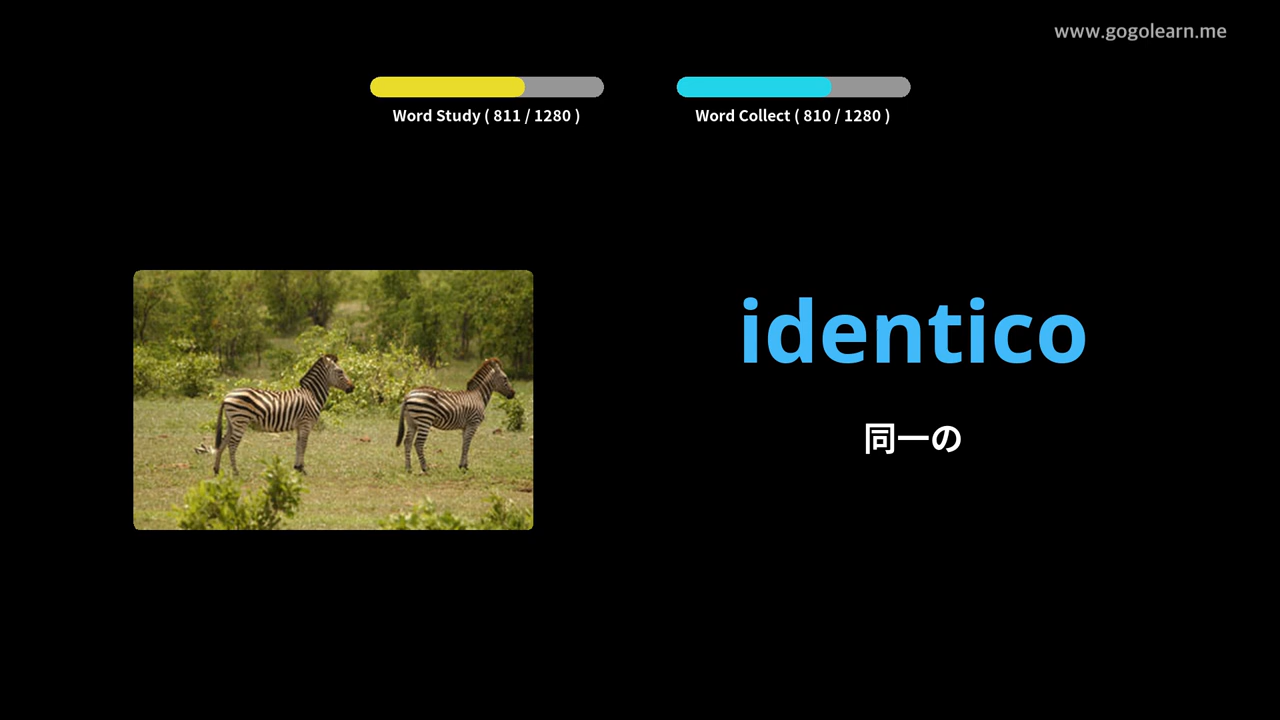 www.gogolearn.me
Word Study ( 811 / 1280 )
Word Collect ( 810 / 1280 )
identico
同一の